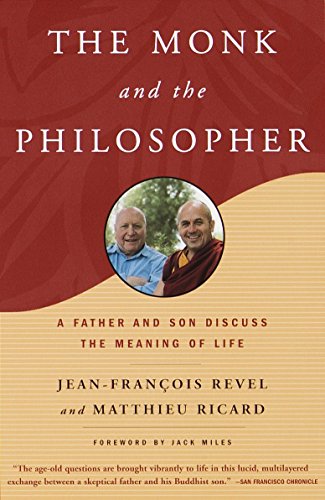 THE MONK
and the
PHILOSOPHER
A FATHER AND SON DISCUSS
THE MEANING OF LIFE
JEAN-FRANÇOIS REVEL
and MATTHIEU RICARD
FOREWORD BY JACK MILES
"The age-old questions are brought vibrantly to life in this lucid, multilayered
exchange between a skeptical father and his Buddhist son." —SAN FRANCISCO CHRONICLE